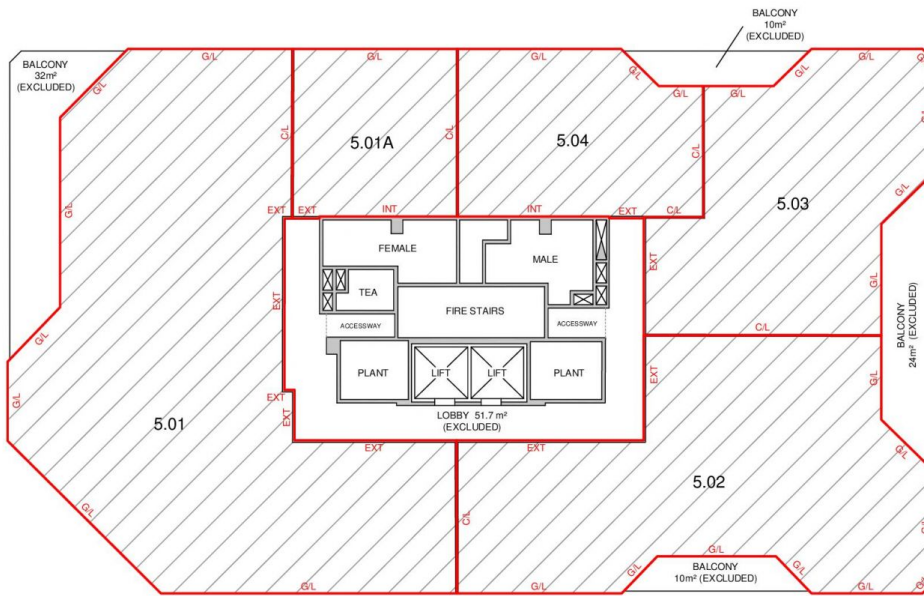 BALCONY
10m²
(EXCLUDED)
BALCONY
32m²
(EXCLUDED)
G/L
G/L
G/L
G/L
G/L
G/L
G/L
G/L
G/L
G/L
C/L
C/L
C/L
G/L
G/L
5.01A
5.04
5.03
G/L
EXT
EXT
INT
INT
EXT
C/L
FEMALE
MALE
EXT
G/L
TEA
EXT
FIRE STAIRS
ACCESSWAY
ACCESSWAY
C/L
BALCONY
24m² (EXCLUDED)
G/L
PLANT
LIFT
LIFT
PLANT
EXT
G/L
G/L
EXT
EXT
LOBBY 51.7 m²
(EXCLUDED)
5.01
EXT
EXT
G/L
5.02
G/L
C/L
G/L
G/L
G/L
G/L
BALCONY
10m² (EXCLUDED)
G/L
G/L
G/L
G/L